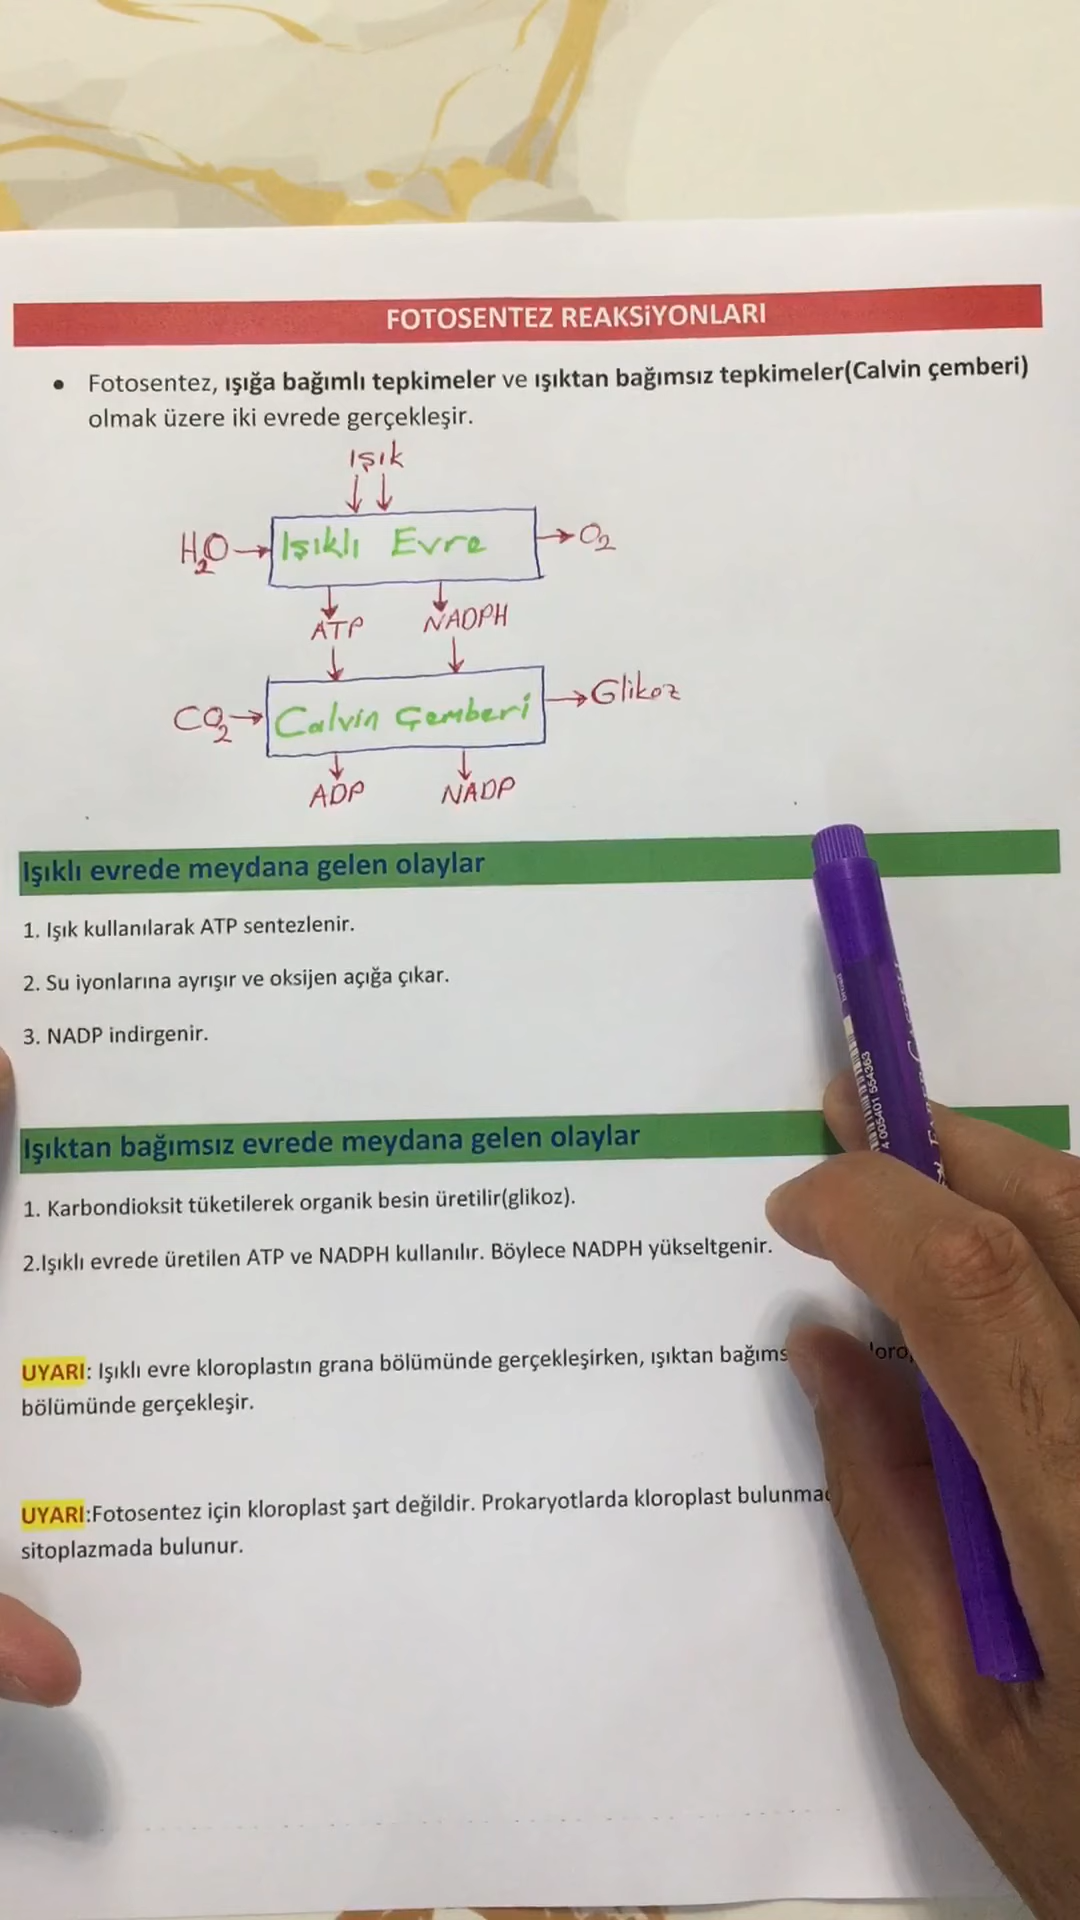 FOTOSENTEZ REAKSİYONLARI
• Fotosentez, ışığa bağımlı tepkimeler ve ışıktan bağımsız tepkimeler(Calvin çemberi)
olmak üzere iki evrede gerçekleşir.
Işık
H2O Işıklı Evre O2
ATP NADPH
CO2 Calvin Çemberi Glikoz
ADP NADP
Işıklı evrede meydana gelen olaylar
1. Işık kullanılarak ATP sentezlenir.
2. Su iyonlarına ayrışır ve oksijen açığa çıkar.
3. NADP indirgenir.
Işıktan bağımsız evrede meydana gelen olaylar
1. Karbondioksit tüketilerek organik besin üretilir(glikoz).
2.Işıklı evrede üretilen ATP ve NADPH kullanılır. Böylece NADPH yükseltgenir.
UYARI: Işıklı evre kloroplastın grana bölümünde gerçekleşirken, ışıktan
bölümünde gerçekleşir.
UYARI:Fotosentez için kloroplast şart değildir. Prokaryotlarda kloroplast
sitoplazmada bulunur.
broad
4 005401 554363